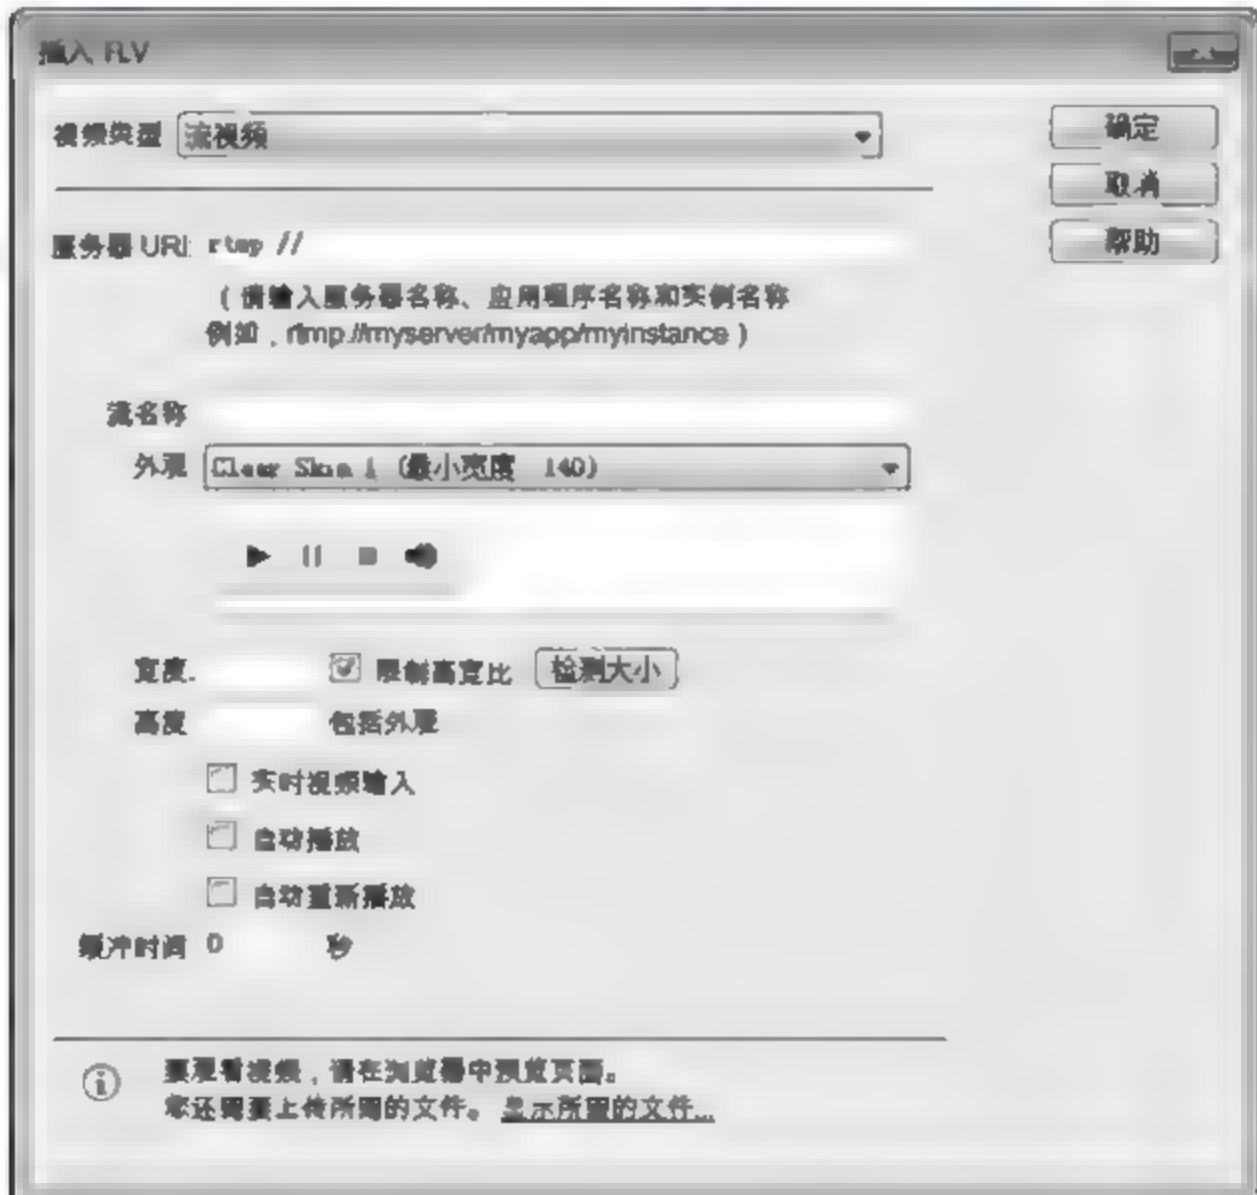 插入 FLV
视频类型 流视频
确定
取消
帮助
服务器 URI: rtmp //
(请输入服务器名称、应用程序名称和实例名称
例如，rtmp://myserver/myapp/myinstance )
流名称
外观 Clear Skin 1 (最小宽度 140)
宽度: 限制高宽比 检测大小
高度 包括外观
实时视频输入
自动播放
自动重新播放
缓冲时间 0 秒
要观看视频，请在浏览器中预览页面。
您还需要上传所需的文件。 显示所需的文件...